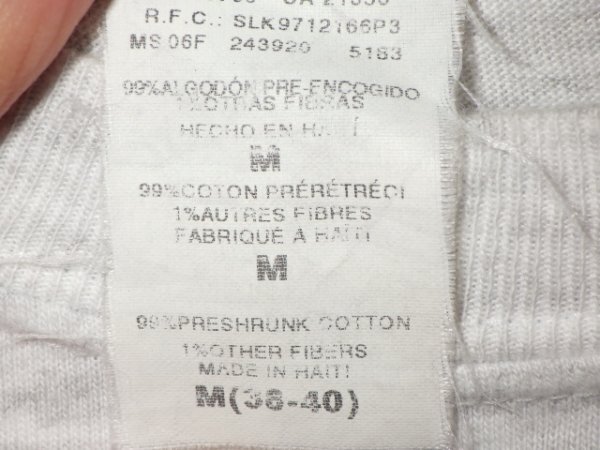 R.F.C.: SLK9712166P3
MS 06F 243920 5183
99%ALGODÓN PRE-ENCOGIDO
1%OTRAS FIBRAS
HECHO EN HAITÍ
M
99%COTON PRÉRÉTRÉCI
1%AUTRES FIBRES
FABRIQUÉ A HAÏTI
M
99%PRESHRUNK COTTON
1%OTHER FIBERS
MADE IN HAITI
M(38-40)